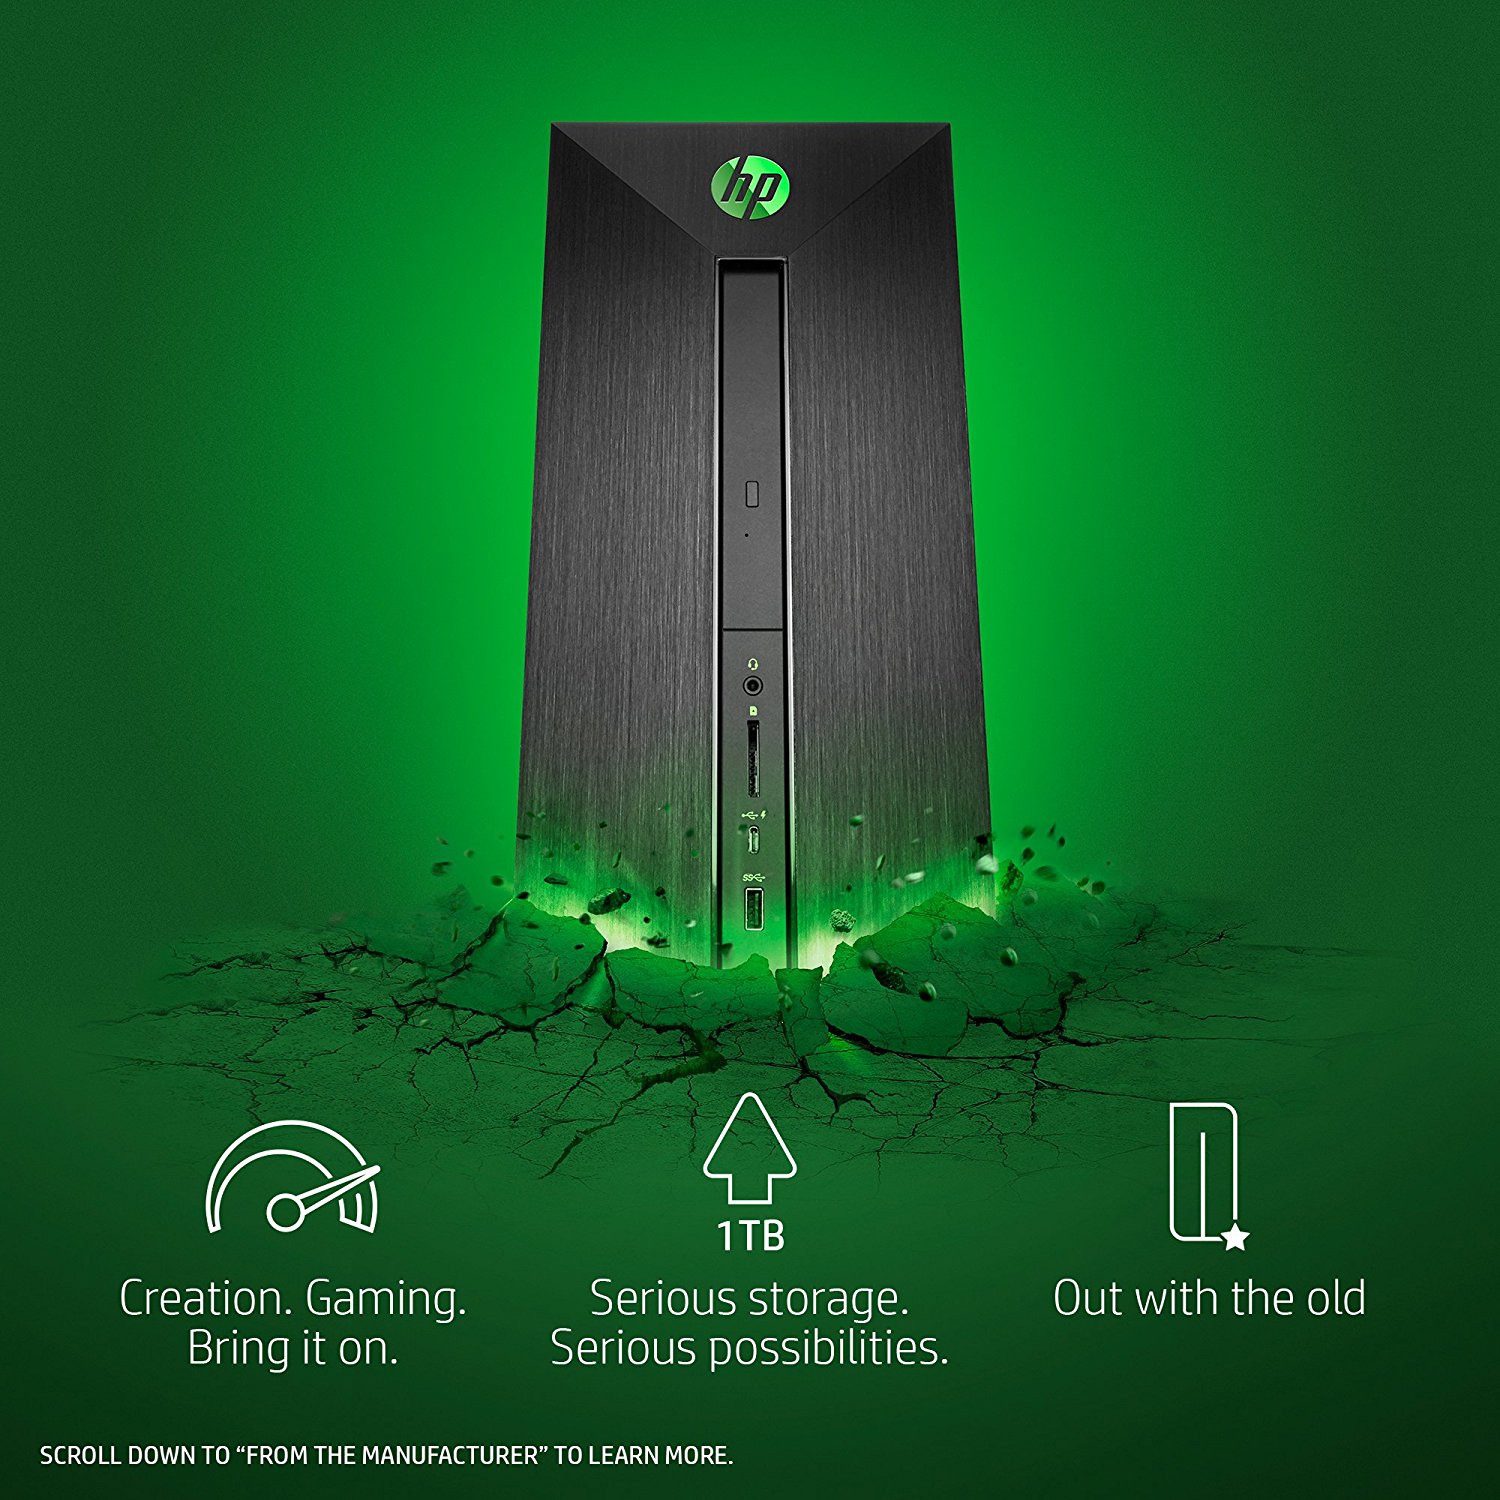 hp
SS
1TB
Creation. Gaming.
Bring it on.
Serious storage.
Serious possibilities.
Out with the old
SCROLL DOWN TO “FROM THE MANUFACTURER” TO LEARN MORE.